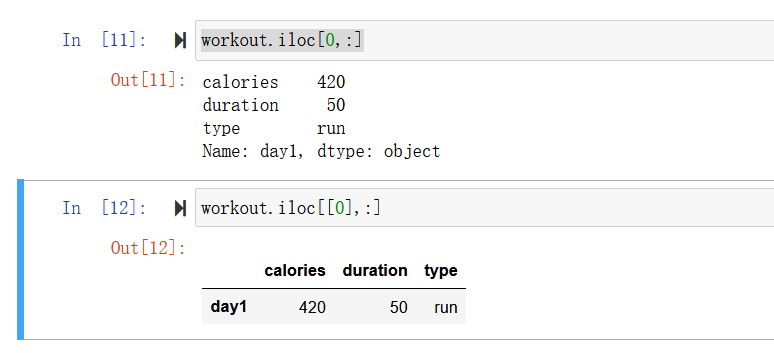 In [11]: workout.iloc[0,:]
Out[11]: calories 420
duration 50
type run
Name: day1, dtype: object
In [12]: workout.iloc[[0],:]
Out[12]:
calories duration type
day1 420 50 run